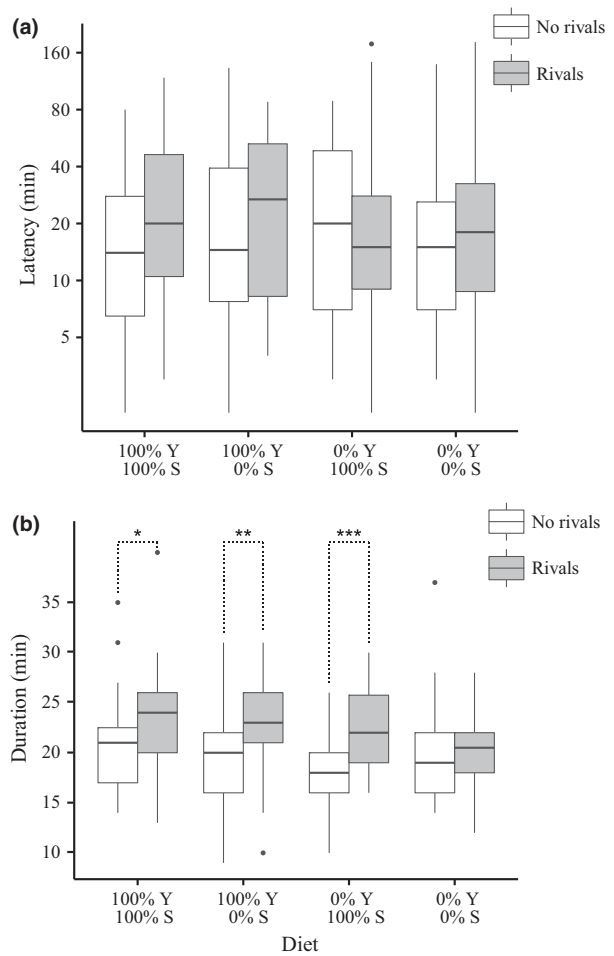 (a)
No rivals
Rivals
Latency (min)
160
80
40
20
10
5
100% Y 100% Y 0% Y 0% Y
100% S 0% S 100% S 0% S
(b)
No rivals
Rivals
* ** ***
Duration (min)
35
30
25
20
15
10
100% Y 100% Y 0% Y 0% Y
100% S 0% S 100% S 0% S
Diet